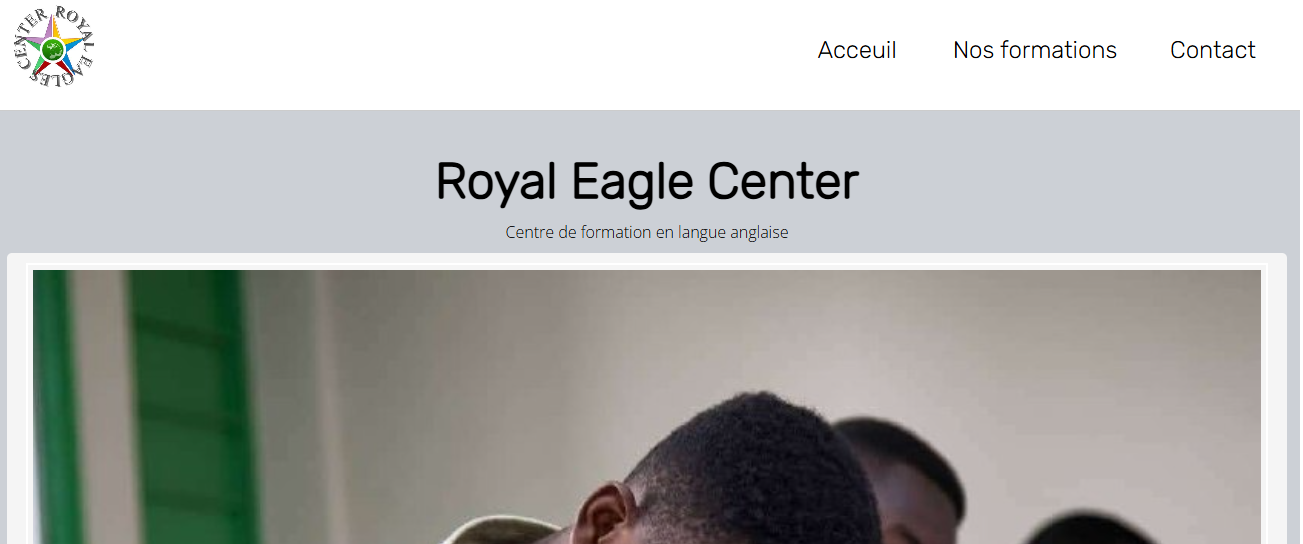 CENTER ROYAL EAGLES
Acceuil
Nos formations
Contact
Royal Eagle Center
Centre de formation en langue anglaise